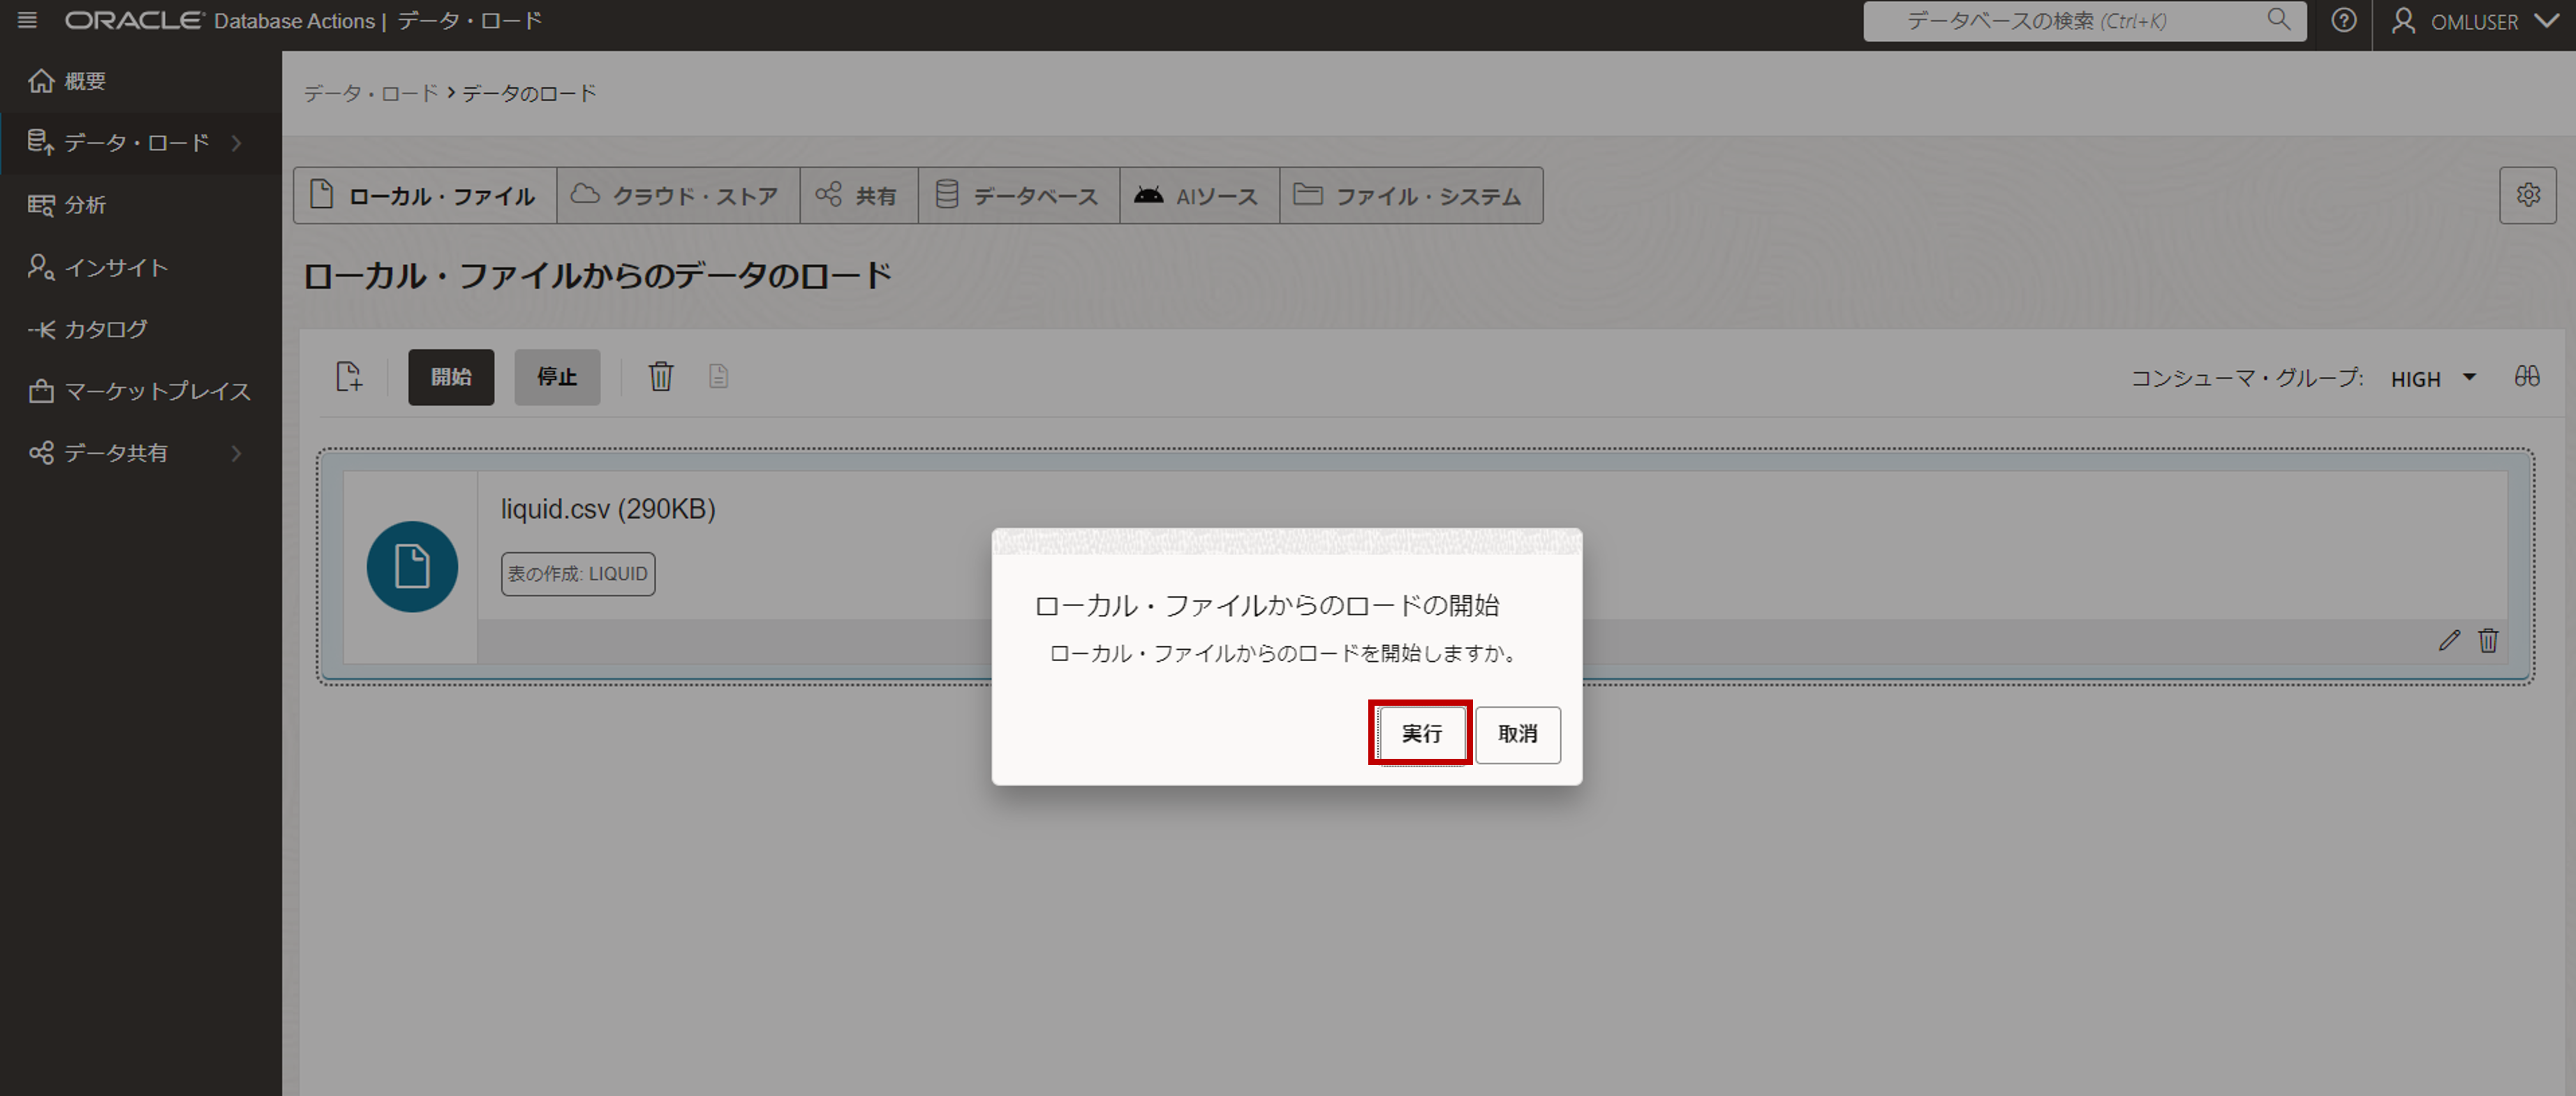 ORACLE Database Actions | データ・ロード
データベースの検索 (Ctrl+K)
OMLUSER
概要
データ・ロード
分析
インサイト
カタログ
マーケットプレイス
データ共有
データ・ロード › データのロード
ローカル・ファイル
クラウド・ストア
共有
データベース
AIソース
ファイル・システム
ローカル・ファイルからのデータのロード
開始
停止
コンシューマ・グループ: HIGH
liquid.csv (290KB)
表の作成: LIQUID
ローカル・ファイルからのロードの開始
ローカル・ファイルからのロードを開始しますか。
実行
取消